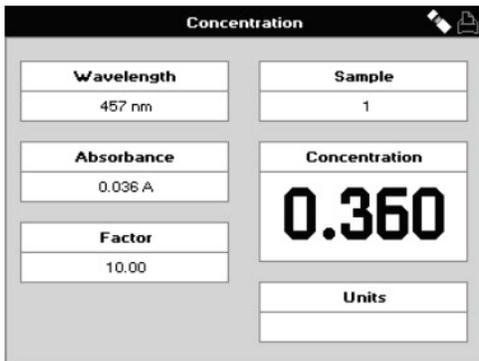 Concentration
Wavelength
457 nm
Absorbance
0.036 A
Factor
10.00
Sample
1
Concentration
0.360
Units